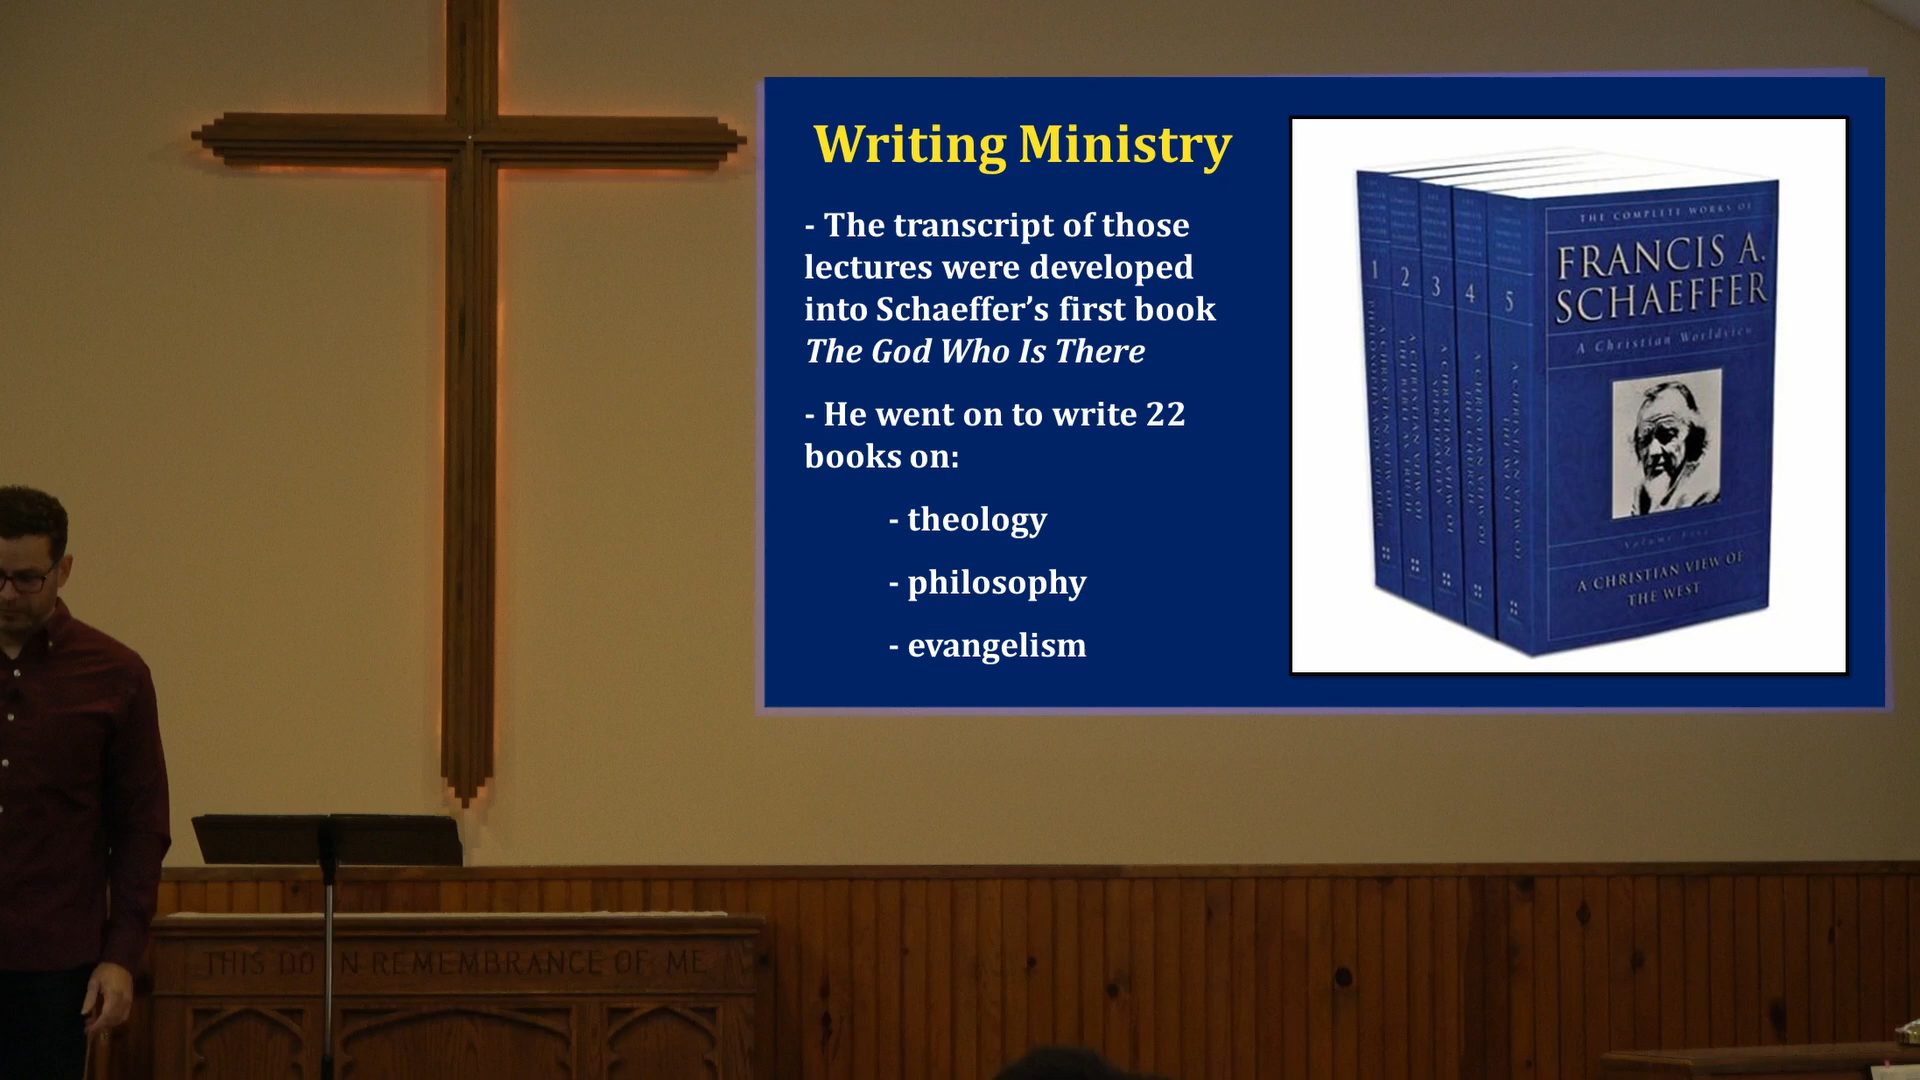 Writing Ministry
- The transcript of those
lectures were developed
into Schaeffer’s first book
The God Who Is There
- He went on to write 22
books on:
- theology
- philosophy
- evangelism
THE COMPLETE WORKS OF
FRANCIS A.
SCHAEFFER
A Christian Worldview
Volume Five
A CHRISTIAN VIEW OF
THE WEST
1
2
3
4
5
THIS DO IN REMEMBRANCE OF ME